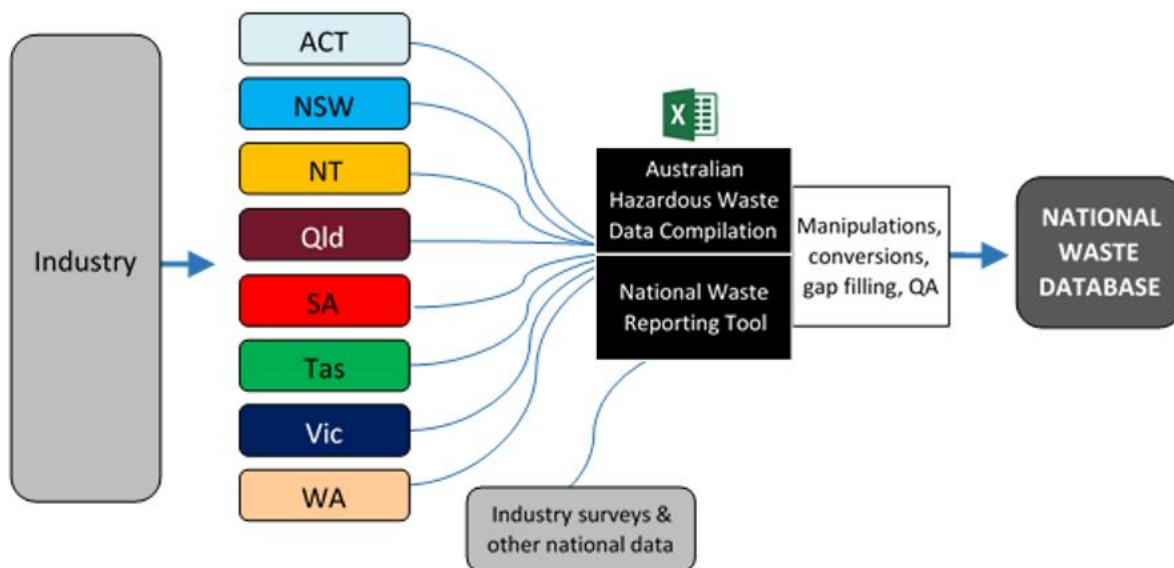 Industry
ACT
NSW
NT
Qld
SA
Tas
Vic
WA
X
Australian
Hazardous Waste
Data Compilation
National Waste
Reporting Tool
Industry surveys &
other national data
Manipulations,
conversions,
gap filling, QA
NATIONAL
WASTE
DATABASE